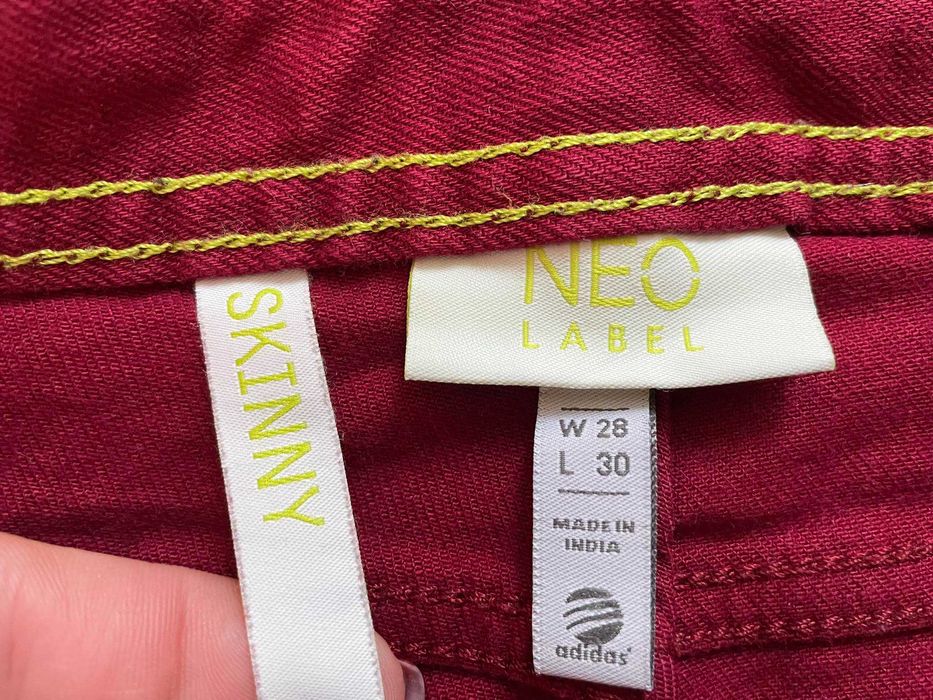 SKINNY
NEO
LABEL
W 28
L 30
MADE IN
INDIA
adidas